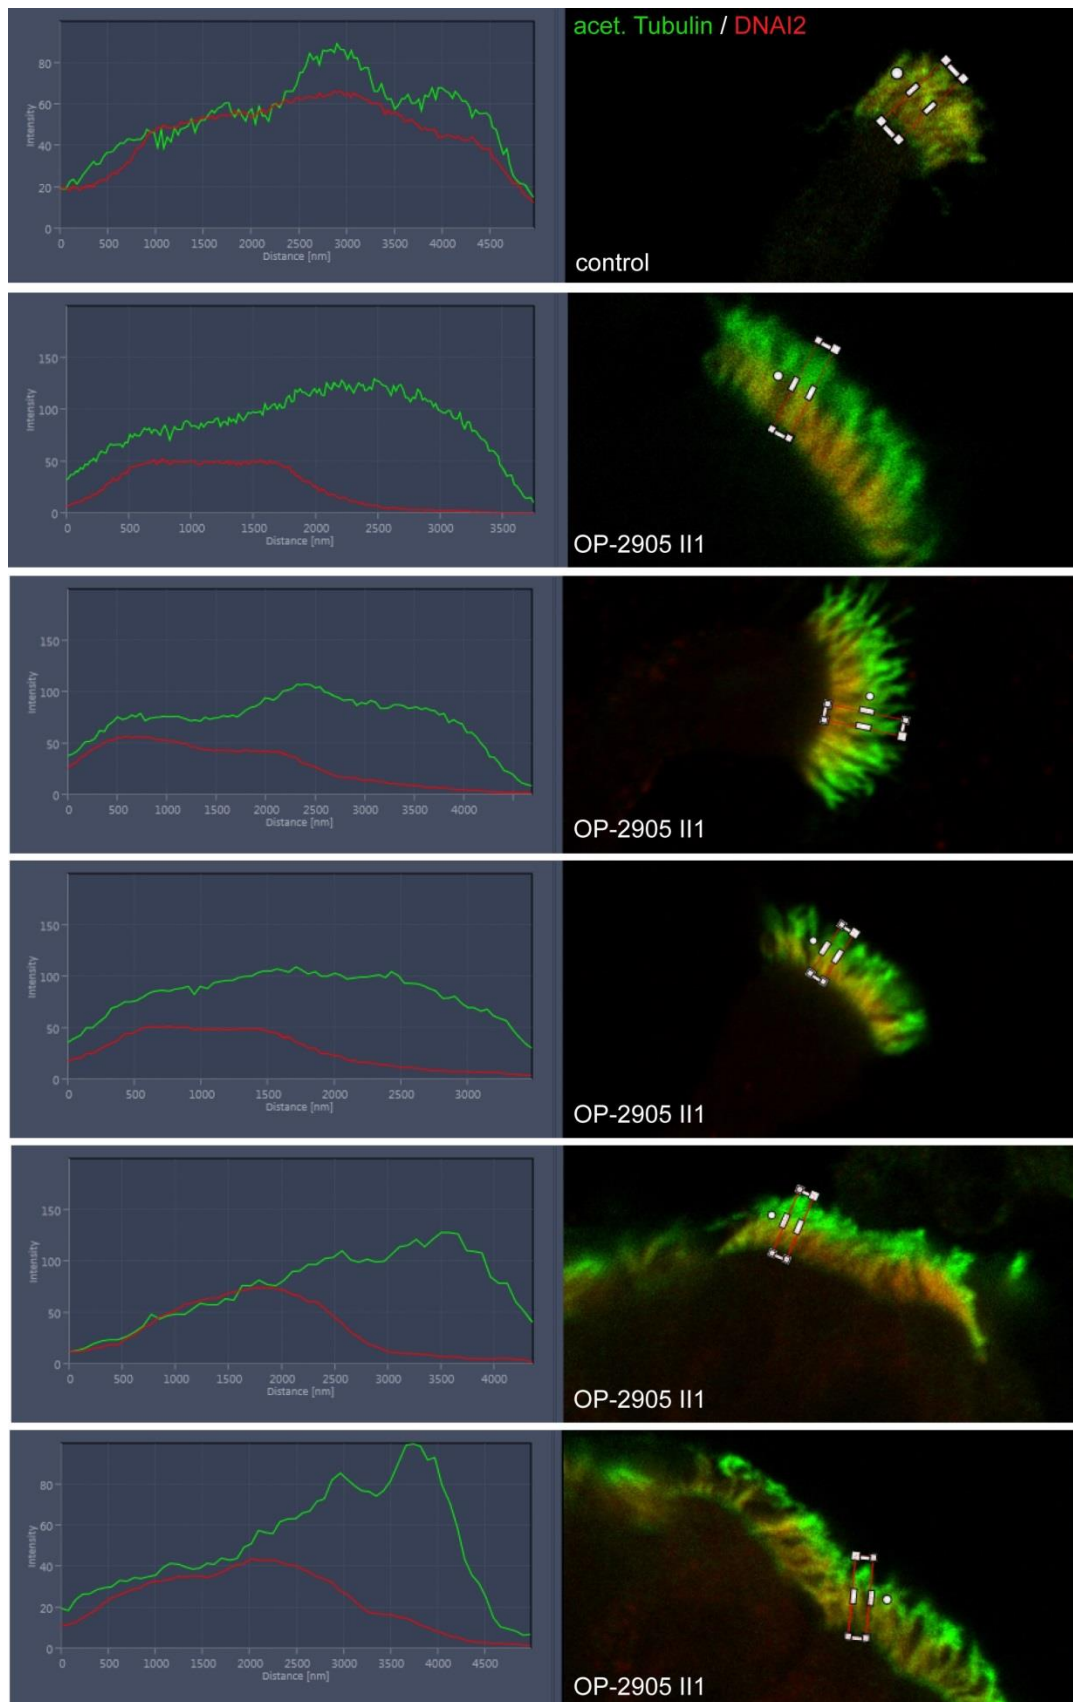 acet. Tubulin / DNAI2
Intensity
80
60
40
20
0
0 500 1000 1500 2000 2500 3000 3500 4000 4500
Distance [nm]
control
Intensity
150
100
50
0
0 500 1000 1500 2000 2500 3000 3500
Distance [nm]
OP-2905 II1
Intensity
150
100
50
0
0 500 1000 1500 2000 2500 3000 3500 4000
Distance [nm]
OP-2905 II1
Intensity
150
100
50
0
0 500 1000 1500 2000 2500 3000
Distance [nm]
OP-2905 II1
Intensity
150
100
50
0
0 500 1000 1500 2000 2500 3000 3500 4000
Distance [nm]
OP-2905 II1
Intensity
80
60
40
20
0
0 500 1000 1500 2000 2500 3000 3500 4000 4500
Distance [nm]
OP-2905 II1